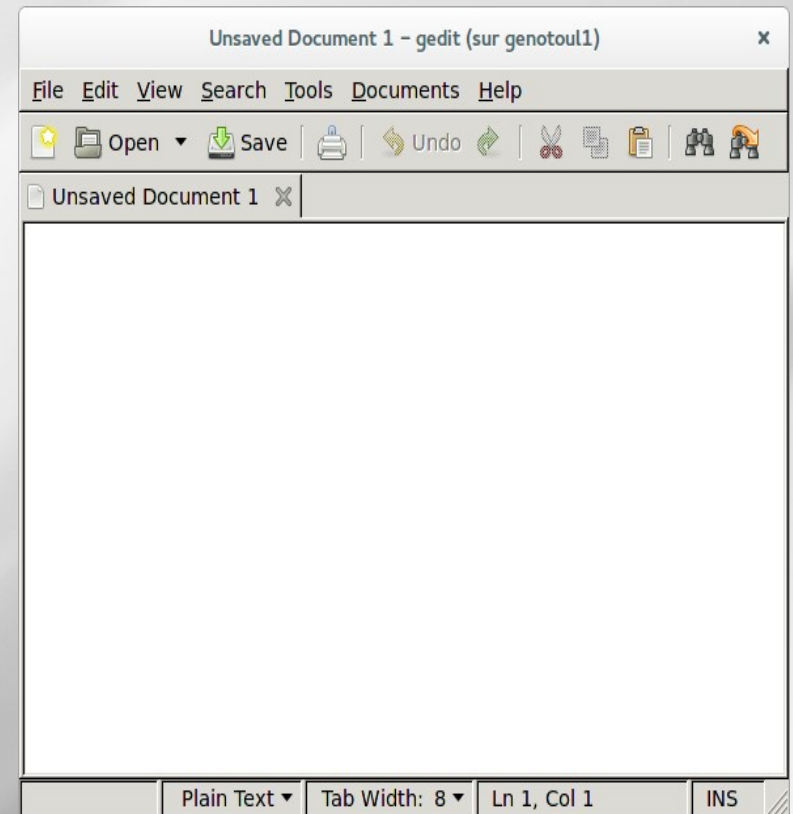 Unsaved Document 1 – gedit (sur genotoul1) x
File Edit View Search Tools Documents Help
Open Save Undo
Unsaved Document 1
Plain Text Tab Width: 8 Ln 1, Col 1 INS